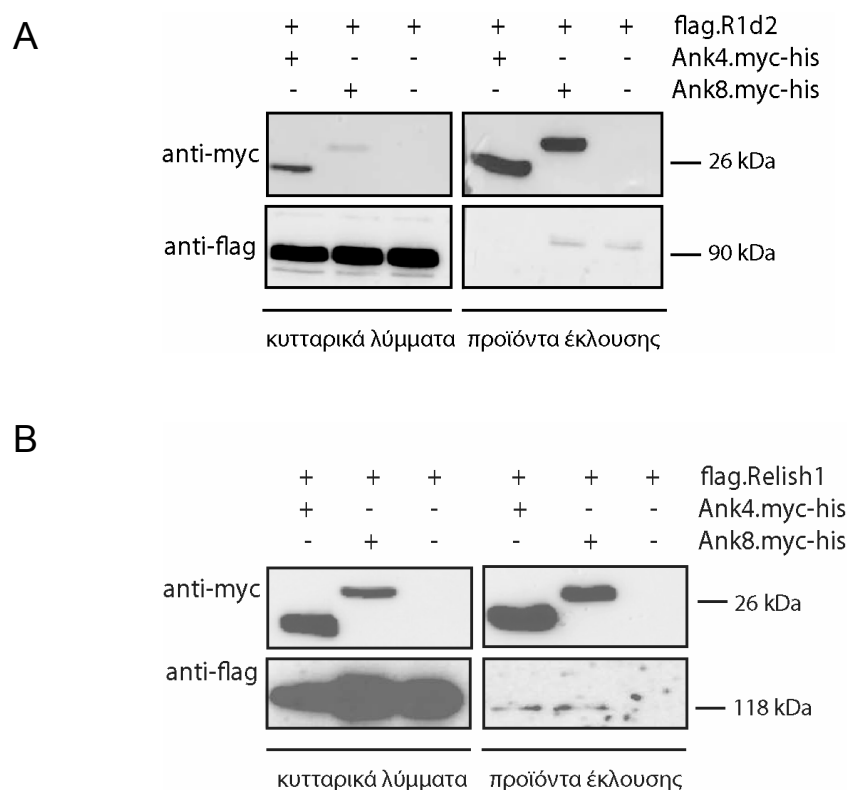 A
+ + + + + + flag.R1d2
+ - - + - - Ank4.myc-his
- + - - + - Ank8.myc-his
anti-myc
26 kDa
anti-flag
90 kDa
κυτταρικά λύμματα προϊόντα έκλουσης
B
+ + + + + + flag.Relish1
+ - - + - - Ank4.myc-his
- + - - + - Ank8.myc-his
anti-myc
26 kDa
anti-flag
118 kDa
κυτταρικά λύμματα προϊόντα έκλουσης